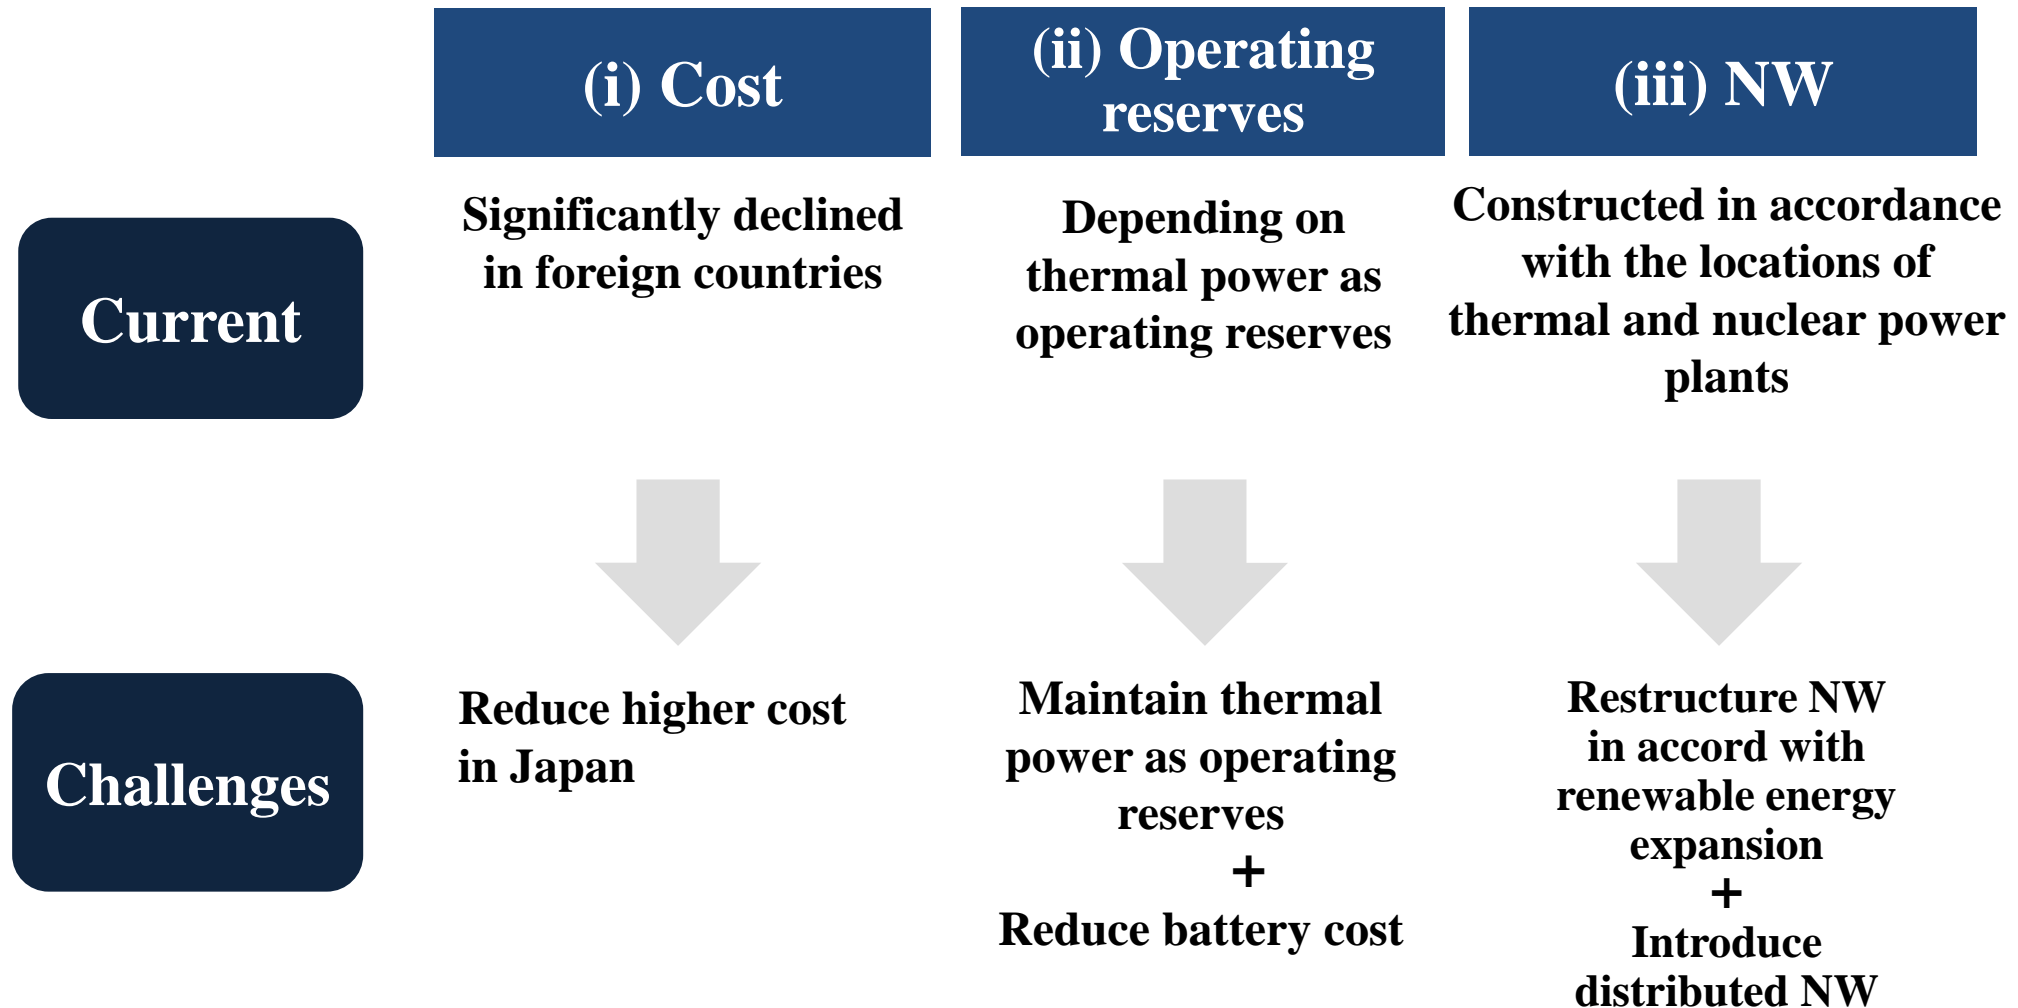 (i) Cost
(ii) Operating
reserves
(iii) NW
Current
Significantly declined
in foreign countries
Depending on
thermal power as
operating reserves
Constructed in accordance
with the locations of
thermal and nuclear power
plants
Challenges
Reduce higher cost
in Japan
Maintain thermal
power as operating
reserves
+
Reduce battery cost
Restructure NW
in accord with
renewable energy
expansion
+
Introduce
distributed NW